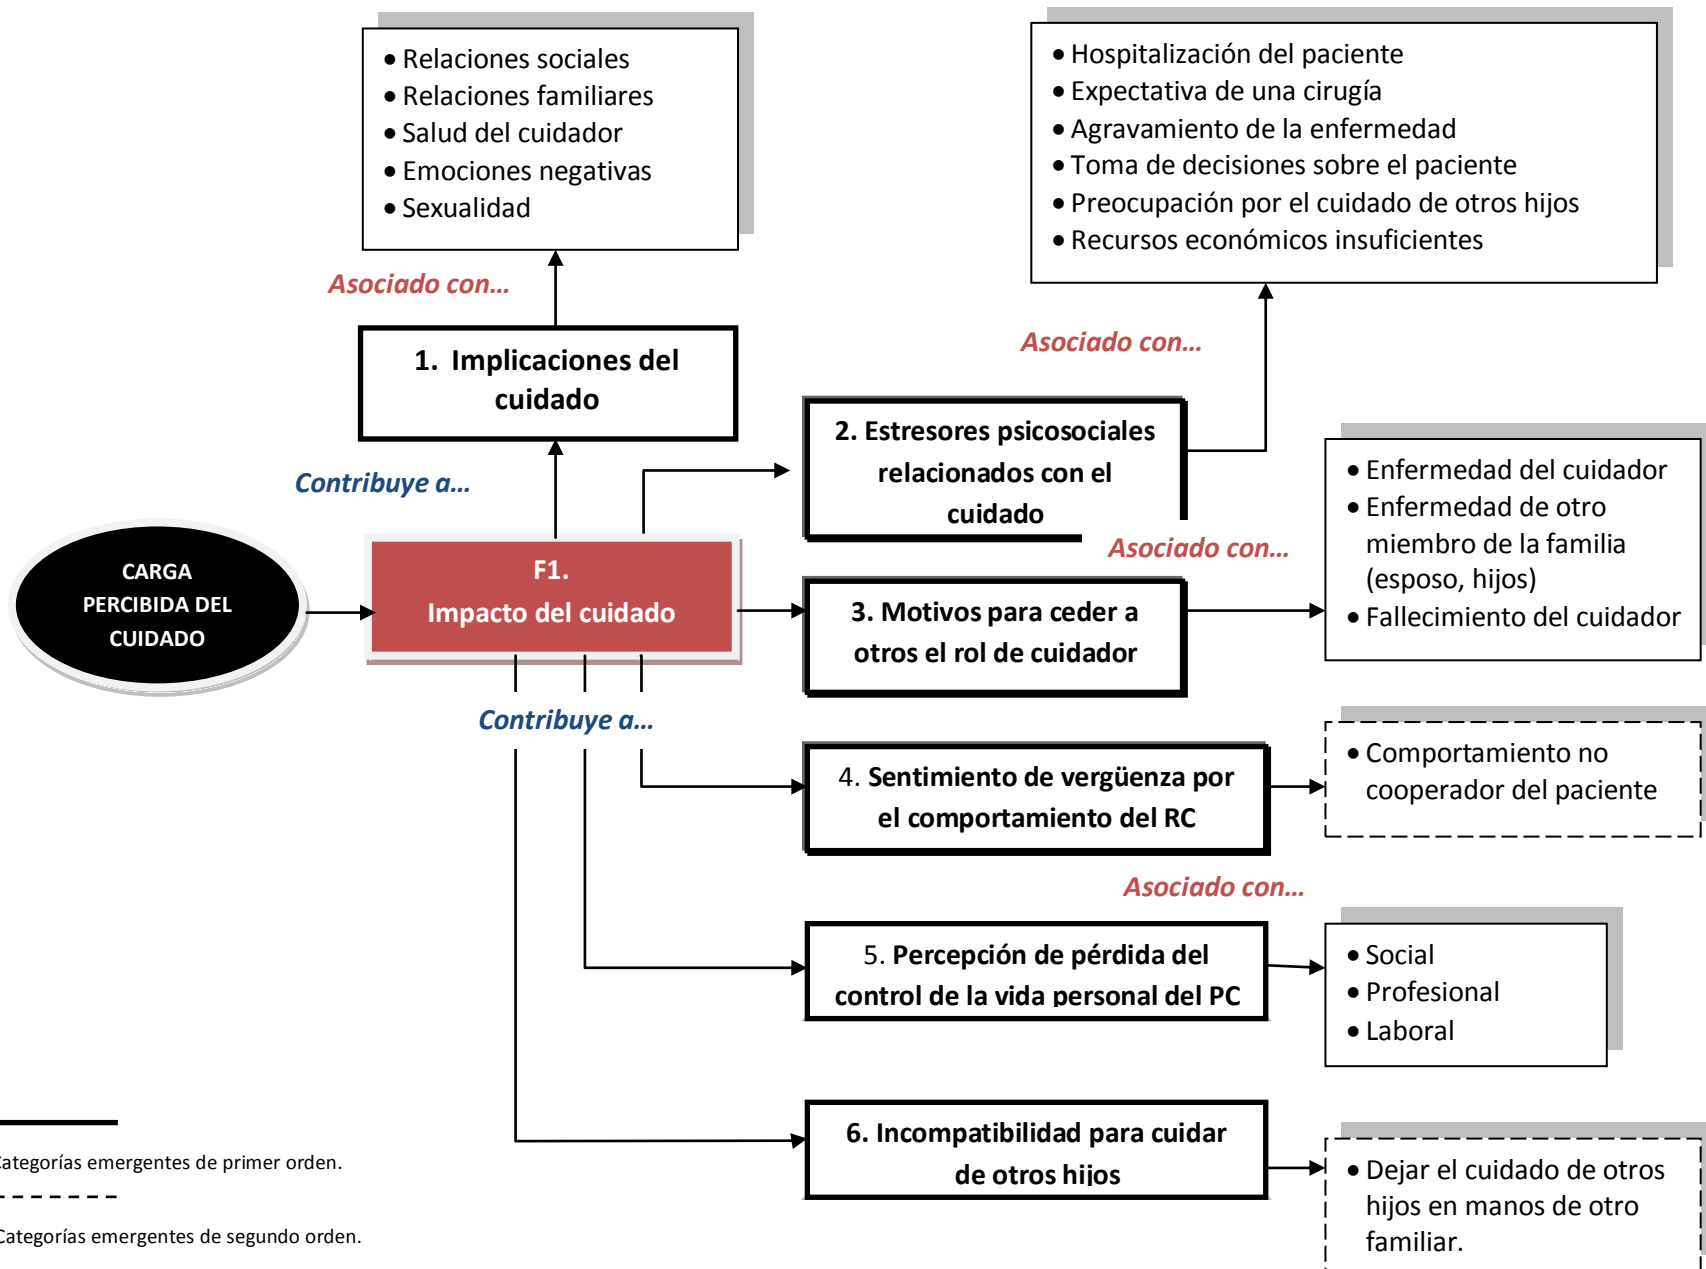 • Relaciones sociales
• Relaciones familiares
• Salud del cuidador
• Emociones negativas
• Sexualidad
• Hospitalización del paciente
• Expectativa de una cirugía
• Agravamiento de la enfermedad
• Toma de decisiones sobre el paciente
• Preocupación por el cuidado de otros hijos
• Recursos económicos insuficientes
Asociado con...
Asociado con...
1. Implicaciones del
cuidado
2. Estresores psicosociales
relacionados con el
cuidado
Contribuye a...
• Enfermedad del cuidador
• Enfermedad de otro
miembro de la familia
(esposo, hijos)
• Fallecimiento del cuidador
Asociado con...
CARGA
PERCIBIDA DEL
CUIDADO
F1.
Impacto del cuidado
3. Motivos para ceder a
otros el rol de cuidador
Contribuye a...
4. Sentimiento de vergüenza por
el comportamiento del RC
• Comportamiento no
cooperador del paciente
Asociado con...
5. Percepción de pérdida del
control de la vida personal del PC
• Social
• Profesional
• Laboral
6. Incompatibilidad para cuidar
de otros hijos
• Dejar el cuidado de otros
hijos en manos de otro
familiar.
Categorías emergentes de primer orden.
Categorías emergentes de segundo orden.